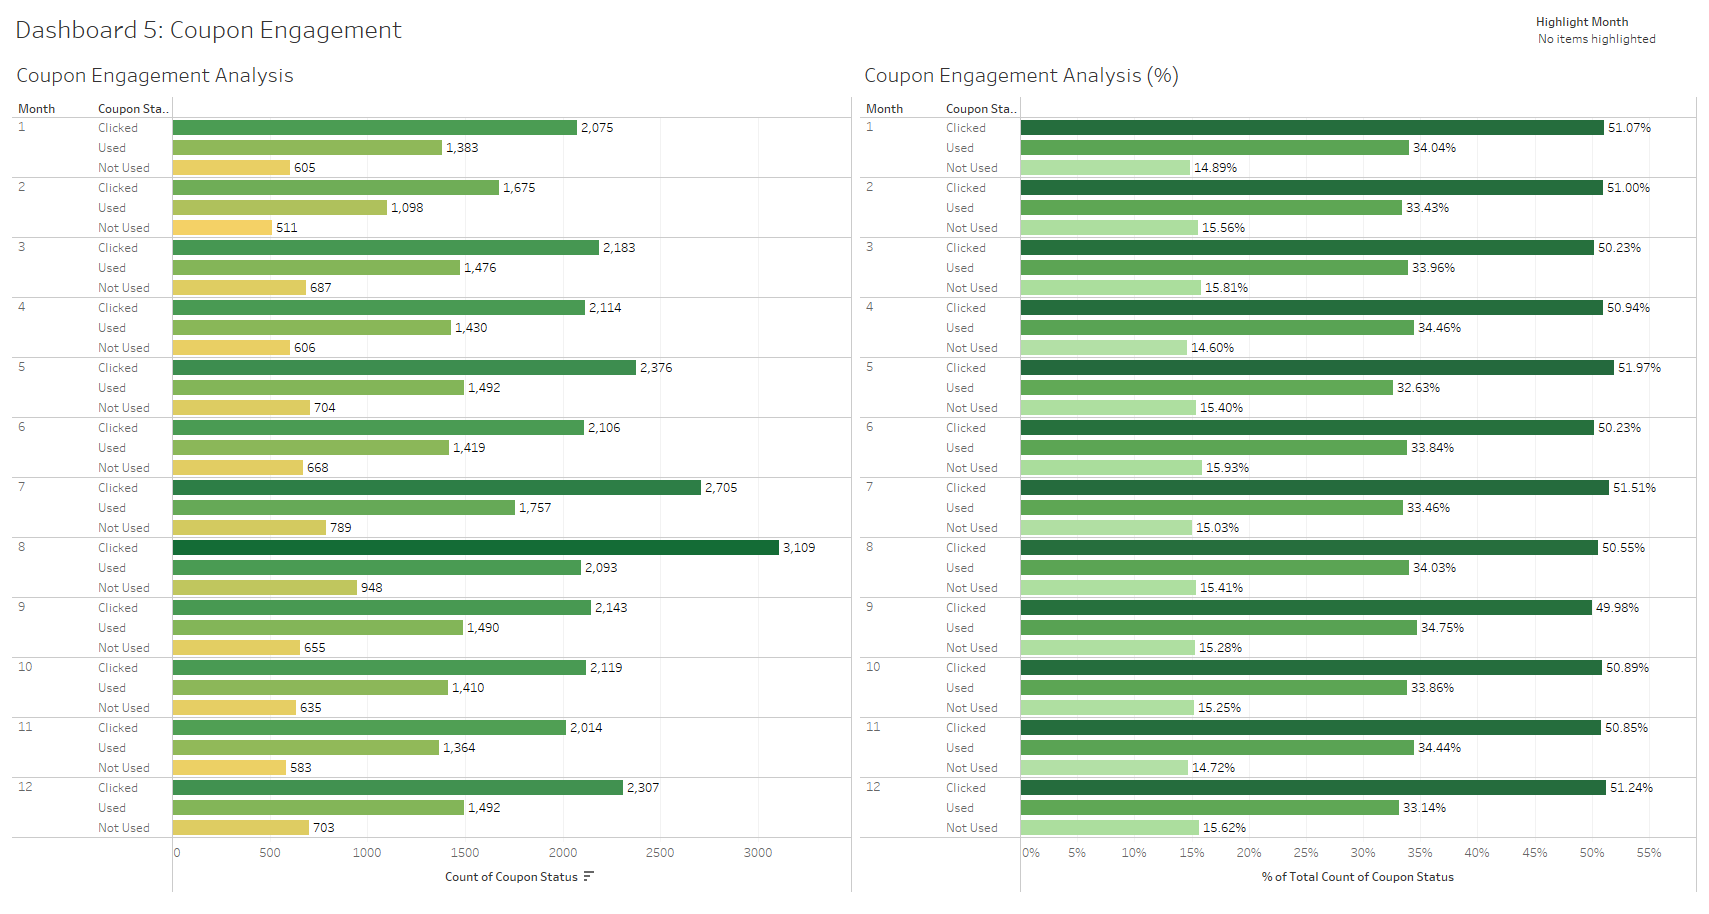 Dashboard 5: Coupon Engagement
Highlight Month
No items highlighted
Coupon Engagement Analysis
Month Coupon Sta..
1 Clicked 2,075
Used 1,383
Not Used 605
2 Clicked 1,675
Used 1,098
Not Used 511
3 Clicked 2,183
Used 1,476
Not Used 687
4 Clicked 2,114
Used 1,430
Not Used 606
5 Clicked 2,376
Used 1,492
Not Used 704
6 Clicked 2,106
Used 1,419
Not Used 668
7 Clicked 2,705
Used 1,757
Not Used 789
8 Clicked 3,109
Used 2,093
Not Used 948
9 Clicked 2,143
Used 1,490
Not Used 655
10 Clicked 2,119
Used 1,410
Not Used 635
11 Clicked 2,014
Used 1,364
Not Used 583
12 Clicked 2,307
Used 1,492
Not Used 703
0 500 1000 1500 2000 2500 3000
Count of Coupon Status
Coupon Engagement Analysis (%)
Month Coupon Sta..
1 Clicked 51.07%
Used 34.04%
Not Used 14.89%
2 Clicked 51.00%
Used 33.43%
Not Used 15.56%
3 Clicked 50.23%
Used 33.96%
Not Used 15.81%
4 Clicked 50.94%
Used 34.46%
Not Used 14.60%
5 Clicked 51.97%
Used 32.63%
Not Used 15.40%
6 Clicked 50.23%
Used 33.84%
Not Used 15.93%
7 Clicked 51.51%
Used 33.46%
Not Used 15.03%
8 Clicked 50.55%
Used 34.03%
Not Used 15.41%
9 Clicked 49.98%
Used 34.75%
Not Used 15.28%
10 Clicked 50.89%
Used 33.86%
Not Used 15.25%
11 Clicked 50.85%
Used 34.44%
Not Used 14.72%
12 Clicked 51.24%
Used 33.14%
Not Used 15.62%
0% 5% 10% 15% 20% 25% 30% 35% 40% 45% 50% 55%
% of Total Count of Coupon Status